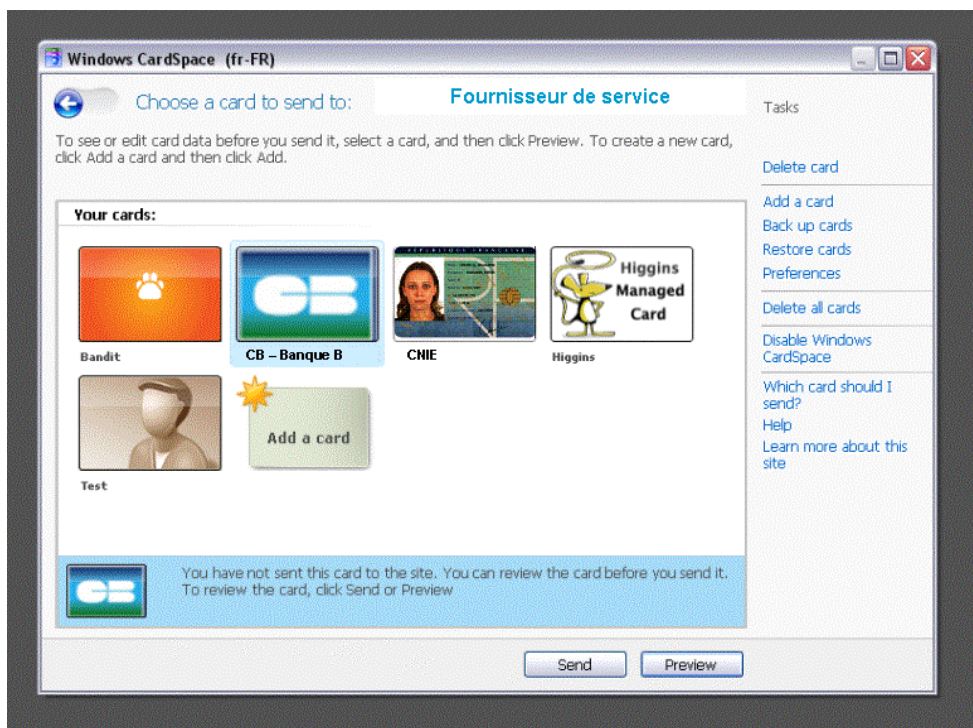 Windows CardSpace (fr-FR)
Choose a card to send to:
Fournisseur de service
To see or edit card data before you send it, select a card, and then click Preview. To create a new card,
click Add a card and then click Add.
Your cards:
REPUBLIQUE FRANCAISE
Higgins
Managed
Card
Bandit
CB – Banque B
CNIE
Higgins
Add a card
Test
You have not sent this card to the site. You can review the card before you send it.
To review the card, click Send or Preview
Send
Preview
Tasks
Delete card
Add a card
Back up cards
Restore cards
Preferences
Delete all cards
Disable Windows
CardSpace
Which card should I
send?
Help
Learn more about this
site